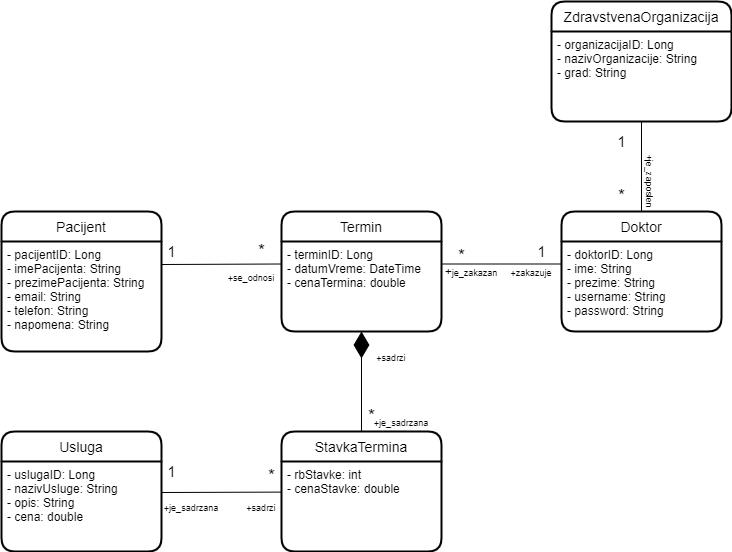 ZdravstvenaOrganizacija
- organizacijaID: Long
- nazivOrganizacije: String
- grad: String
1
+je_zaposlen
*
Pacijent
- pacijentID: Long
- imePacijenta: String
- prezimePacijenta: String
- email: String
- telefon: String
- napomena: String
1
*
+se_odnosi
Termin
- terminID: Long
- datumVreme: DateTime
- cenaTermina: double
*
1
+je_zakazan
+zakazuje
Doktor
- doktorID: Long
- ime: String
- prezime: String
- username: String
- password: String
+sadrzi
*
+je_sadrzana
Usluga
- uslugaID: Long
- nazivUsluge: String
- opis: String
- cena: double
1
*
+je_sadrzana
+sadrzi
StavkaTermina
- rbStavke: int
- cenaStavke: double